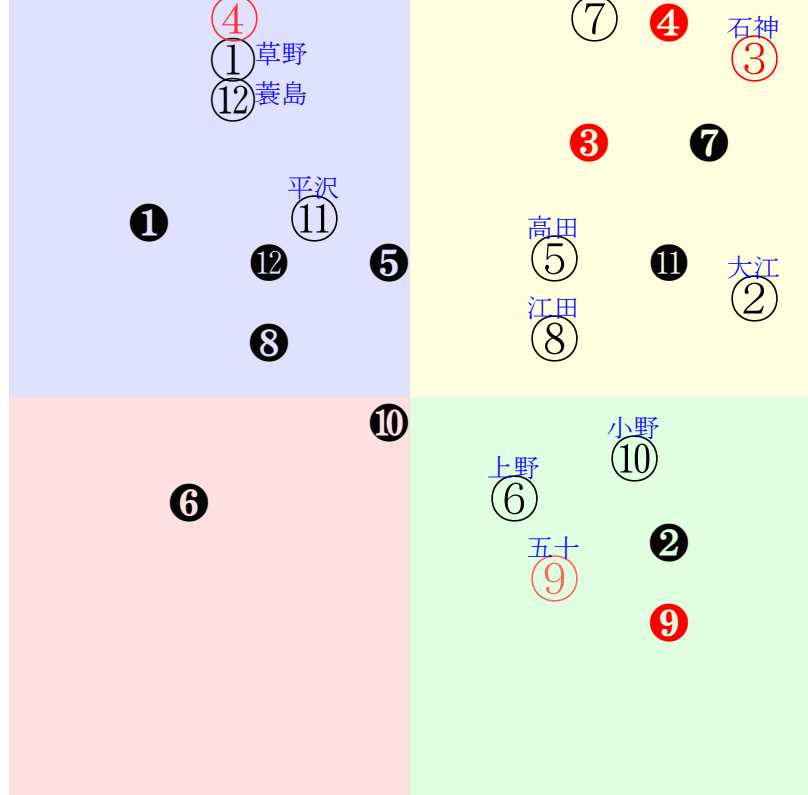 ④ ⑦ ❹ 石神
① 草野 ③
⑫ 蓑島
❸ ❼
平沢
❶ ⑪ 高田
⓬ ❺ ⑤ ⓫ 大江
②
江田
❽ ⑧
❿ 小野
⑩
上野
❻ ⑥
五十 ❷
⑨
❾